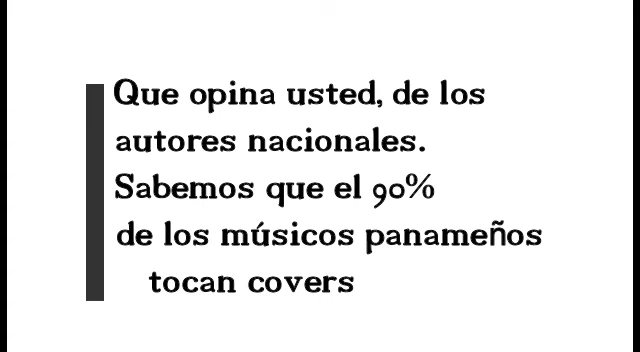 Que opina usted, de los
autores nacionales.
Sabemos que el 90%
de los músicos panameños
tocan covers